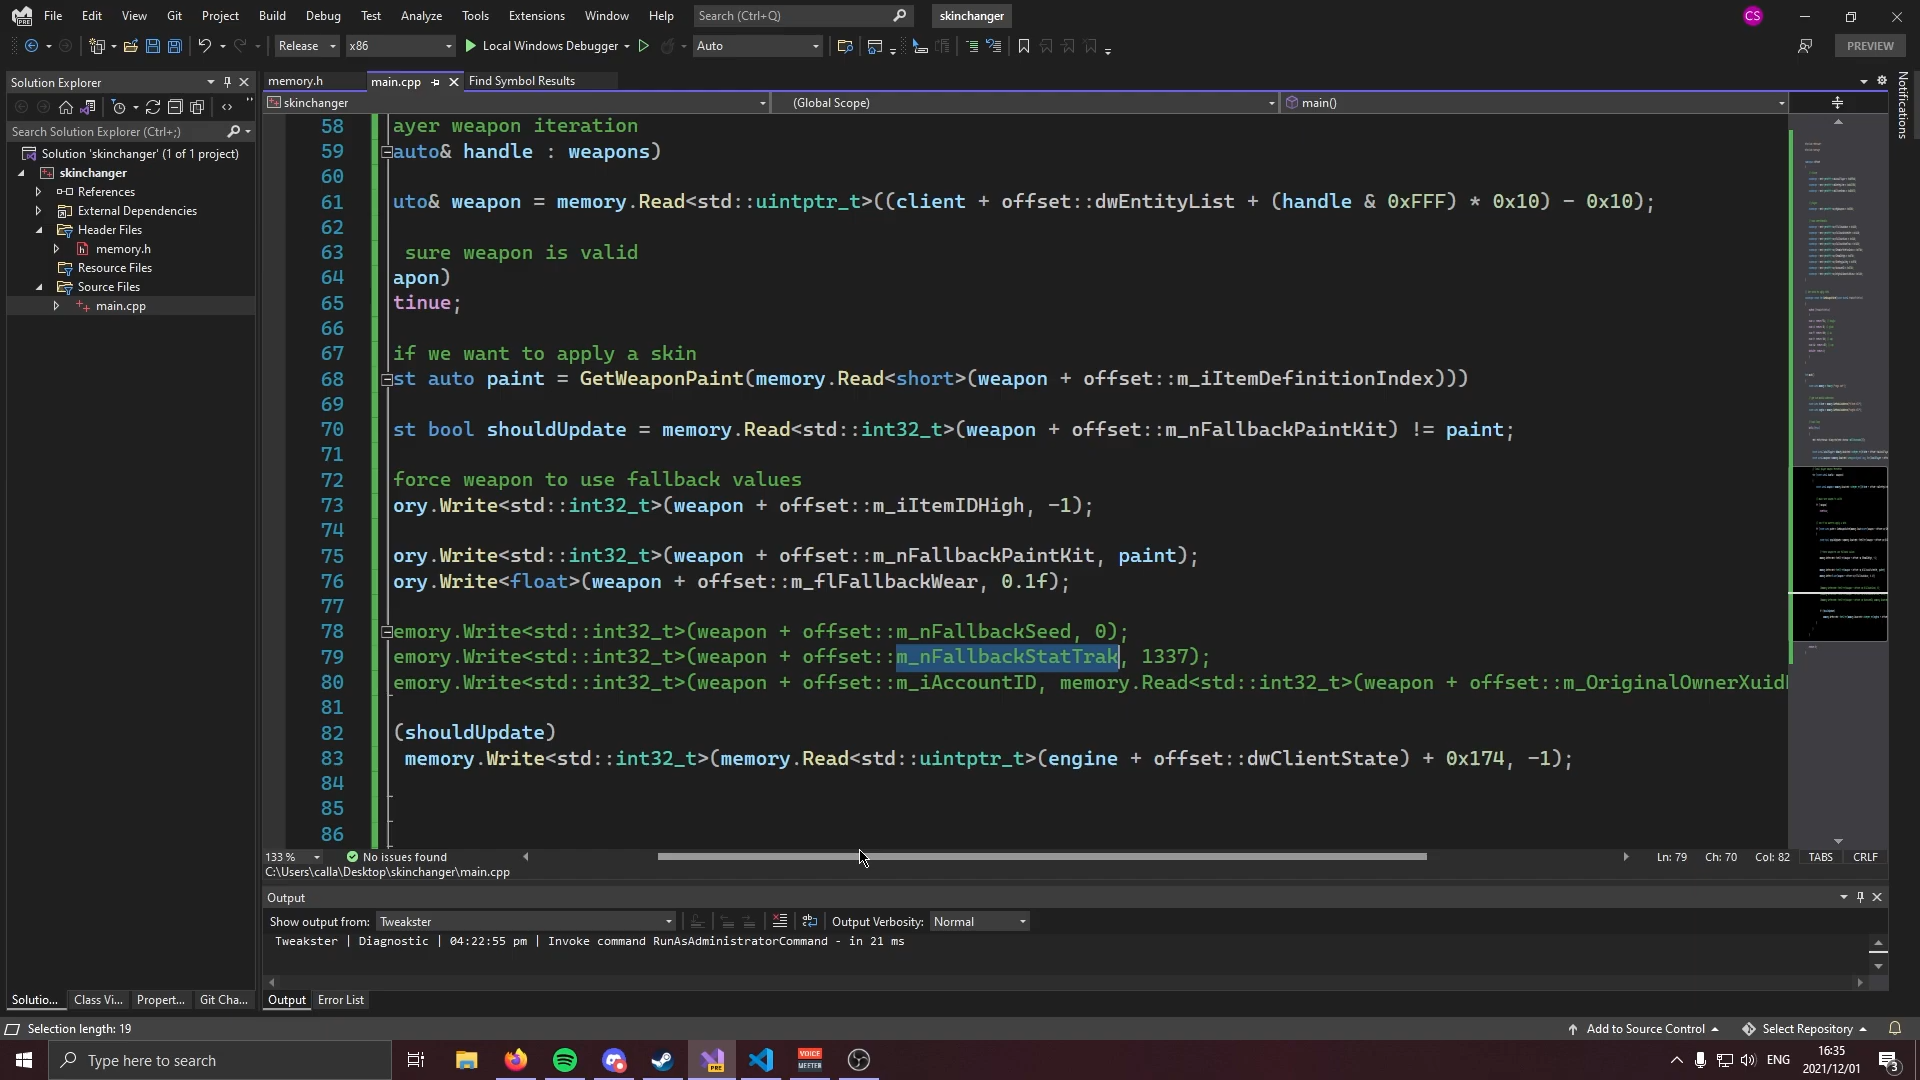 File Edit View Git Project Build Debug Test Analyze Tools Extensions Window Help Search (Ctrl+Q) skinchanger CS
Release x86 Local Windows Debugger Auto PREVIEW
Solution Explorer
memory.h main.cpp Find Symbol Results
skinchanger (Global Scope) main()
Notifications
Search Solution Explorer (Ctrl+;)
Solution 'skinchanger' (1 of 1 project)
skinchanger
References
External Dependencies
Header Files
memory.h
Resource Files
Source Files
main.cpp
58 ayer weapon iteration
59 auto& handle : weapons)
60
61 uto& weapon = memory.Read<std::uintptr_t>((client + offset::dwEntityList + (handle & 0xFFF) * 0x10) - 0x10);
62
63 sure weapon is valid
64 apon)
65 tinue;
66
67 if we want to apply a skin
68 st auto paint = GetWeaponPaint(memory.Read<short>(weapon + offset::m_iItemDefinitionIndex)))
69
70 st bool shouldUpdate = memory.Read<std::int32_t>(weapon + offset::m_nFallbackPaintKit) != paint;
71
72 force weapon to use fallback values
73 ory.Write<std::int32_t>(weapon + offset::m_iItemIDHigh, -1);
74
75 ory.Write<std::int32_t>(weapon + offset::m_nFallbackPaintKit, paint);
76 ory.Write<float>(weapon + offset::m_flFallbackWear, 0.1f);
77
78 emory.Write<std::int32_t>(weapon + offset::m_nFallbackSeed, 0);
79 emory.Write<std::int32_t>(weapon + offset::m_nFallbackStatTrak, 1337);
80 emory.Write<std::int32_t>(weapon + offset::m_iAccountID, memory.Read<std::int32_t>(weapon + offset::m_OriginalOwnerXuid
81
82 (shouldUpdate)
83 memory.Write<std::int32_t>(memory.Read<std::uintptr_t>(engine + offset::dwClientState) + 0x174, -1);
84
85
86
133 % No issues found Ln: 79 Ch: 70 Col: 82 TABS CRLF
C:\Users\calla\Desktop\skinchanger\main.cpp
Output
Show output from: Tweakster Output Verbosity: Normal
Tweakster | Diagnostic | 04:22:55 pm | Invoke command RunAsAdministratorCommand - in 21 ms
Solutio... Class Vi... Propert... Git Cha... Output Error List
Selection length: 19 Add to Source Control Select Repository
Type here to search PRE VOICE MEETER ENG 16:35
2021/12/01 3